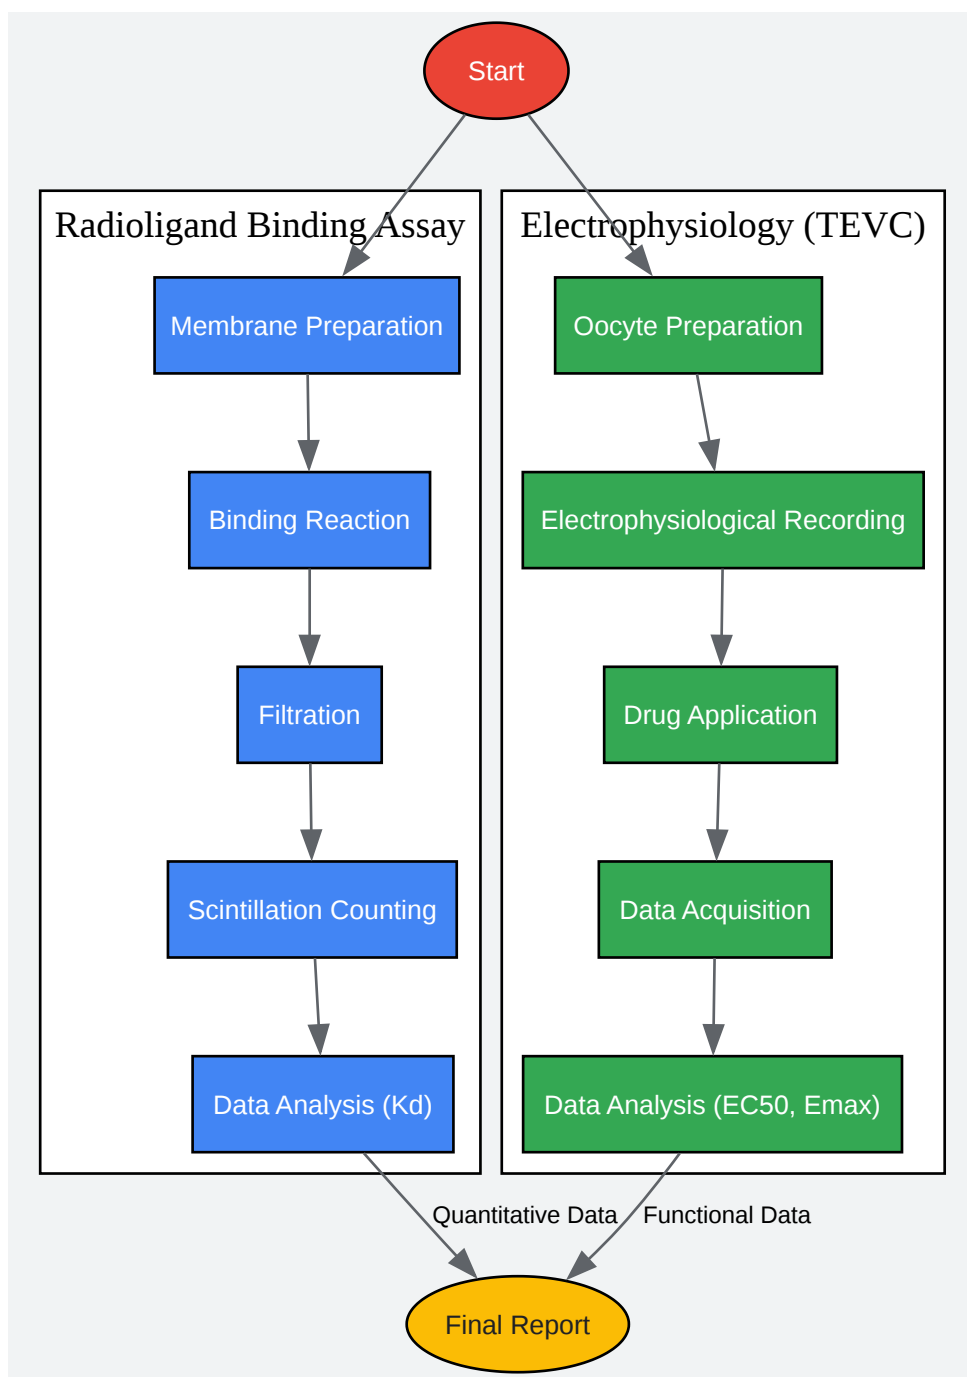 Start
Radioligand Binding Assay
Membrane Preparation
Binding Reaction
Filtration
Scintillation Counting
Data Analysis (Kd)
Electrophysiology (TEVC)
Oocyte Preparation
Electrophysiological Recording
Drug Application
Data Acquisition
Data Analysis (EC50, Emax)
Quantitative Data
Functional Data
Final Report